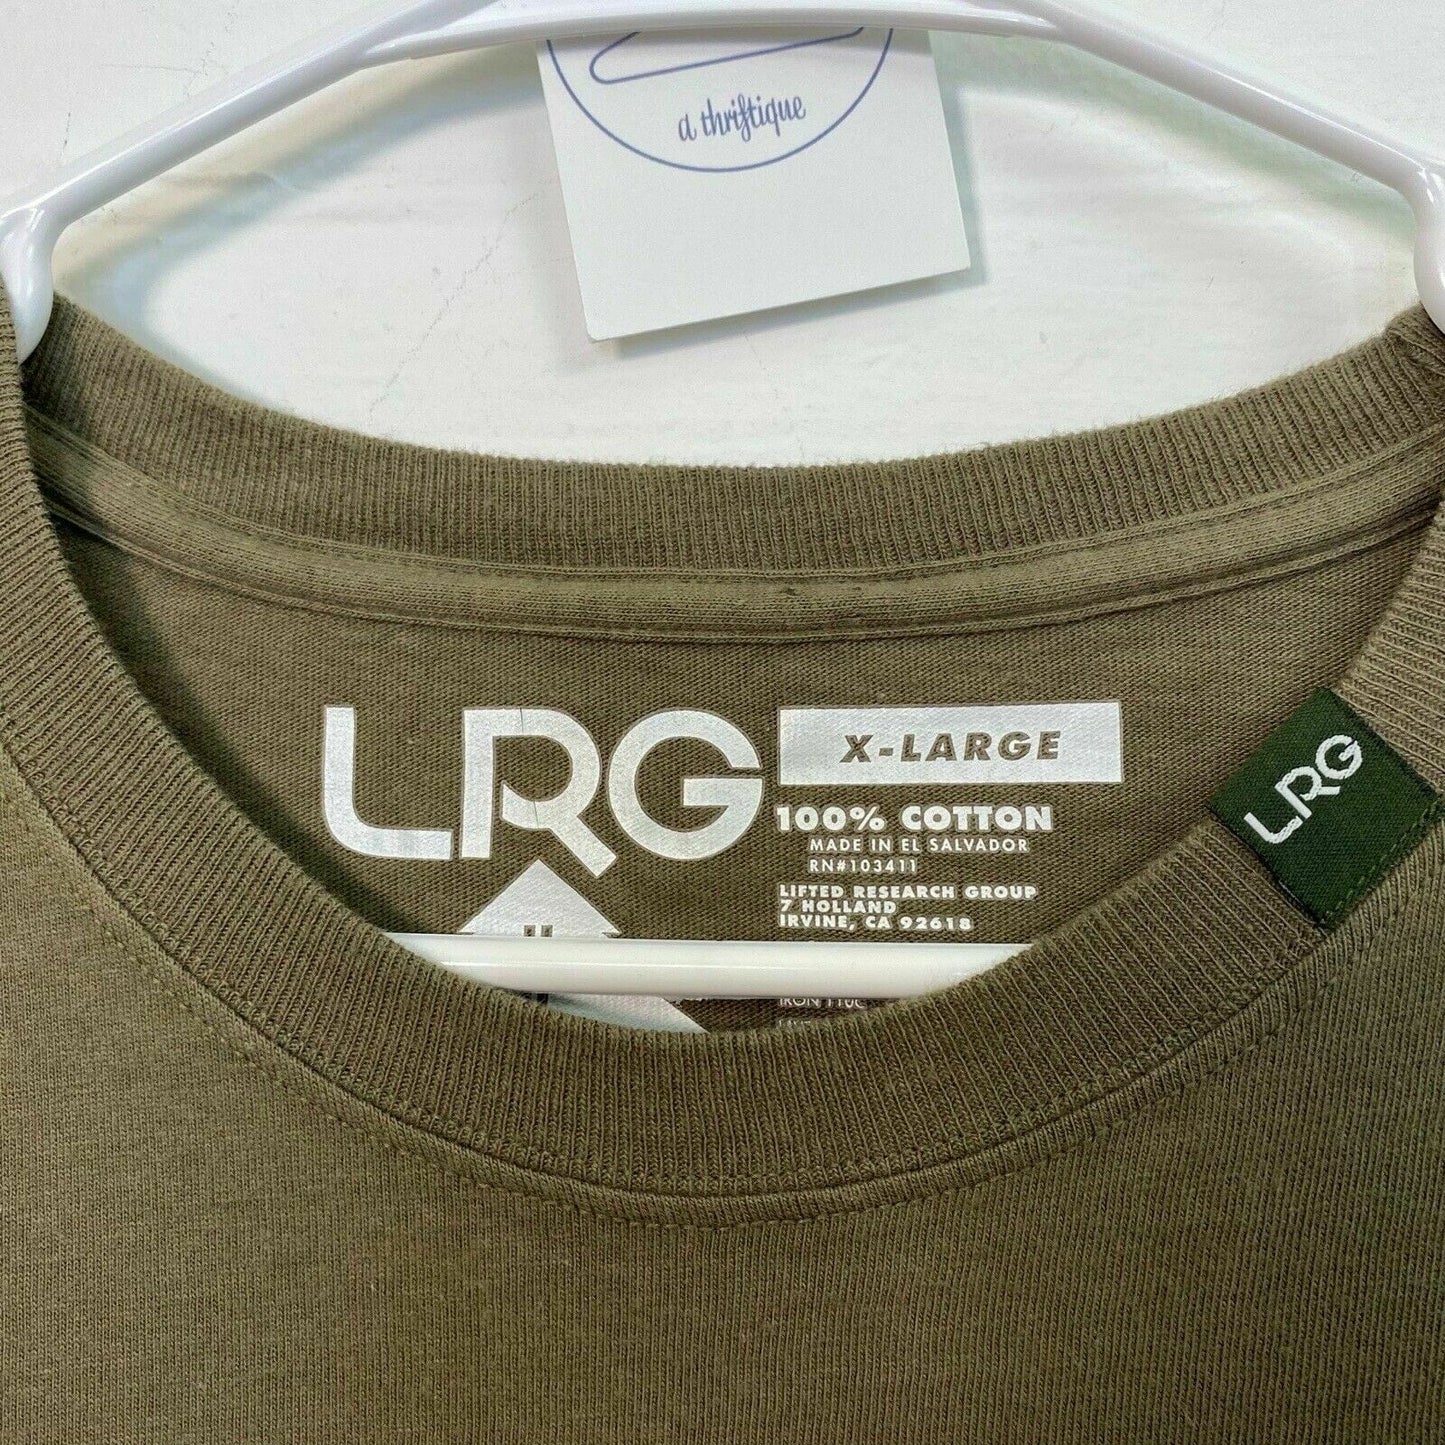 a thriftique
LRG
X-LARGE
100% COTTON
MADE IN EL SALVADOR
RN#103411
LIFTED RESEARCH GROUP
7 HOLLAND
IRVINE, CA 92618
IRON
LRG